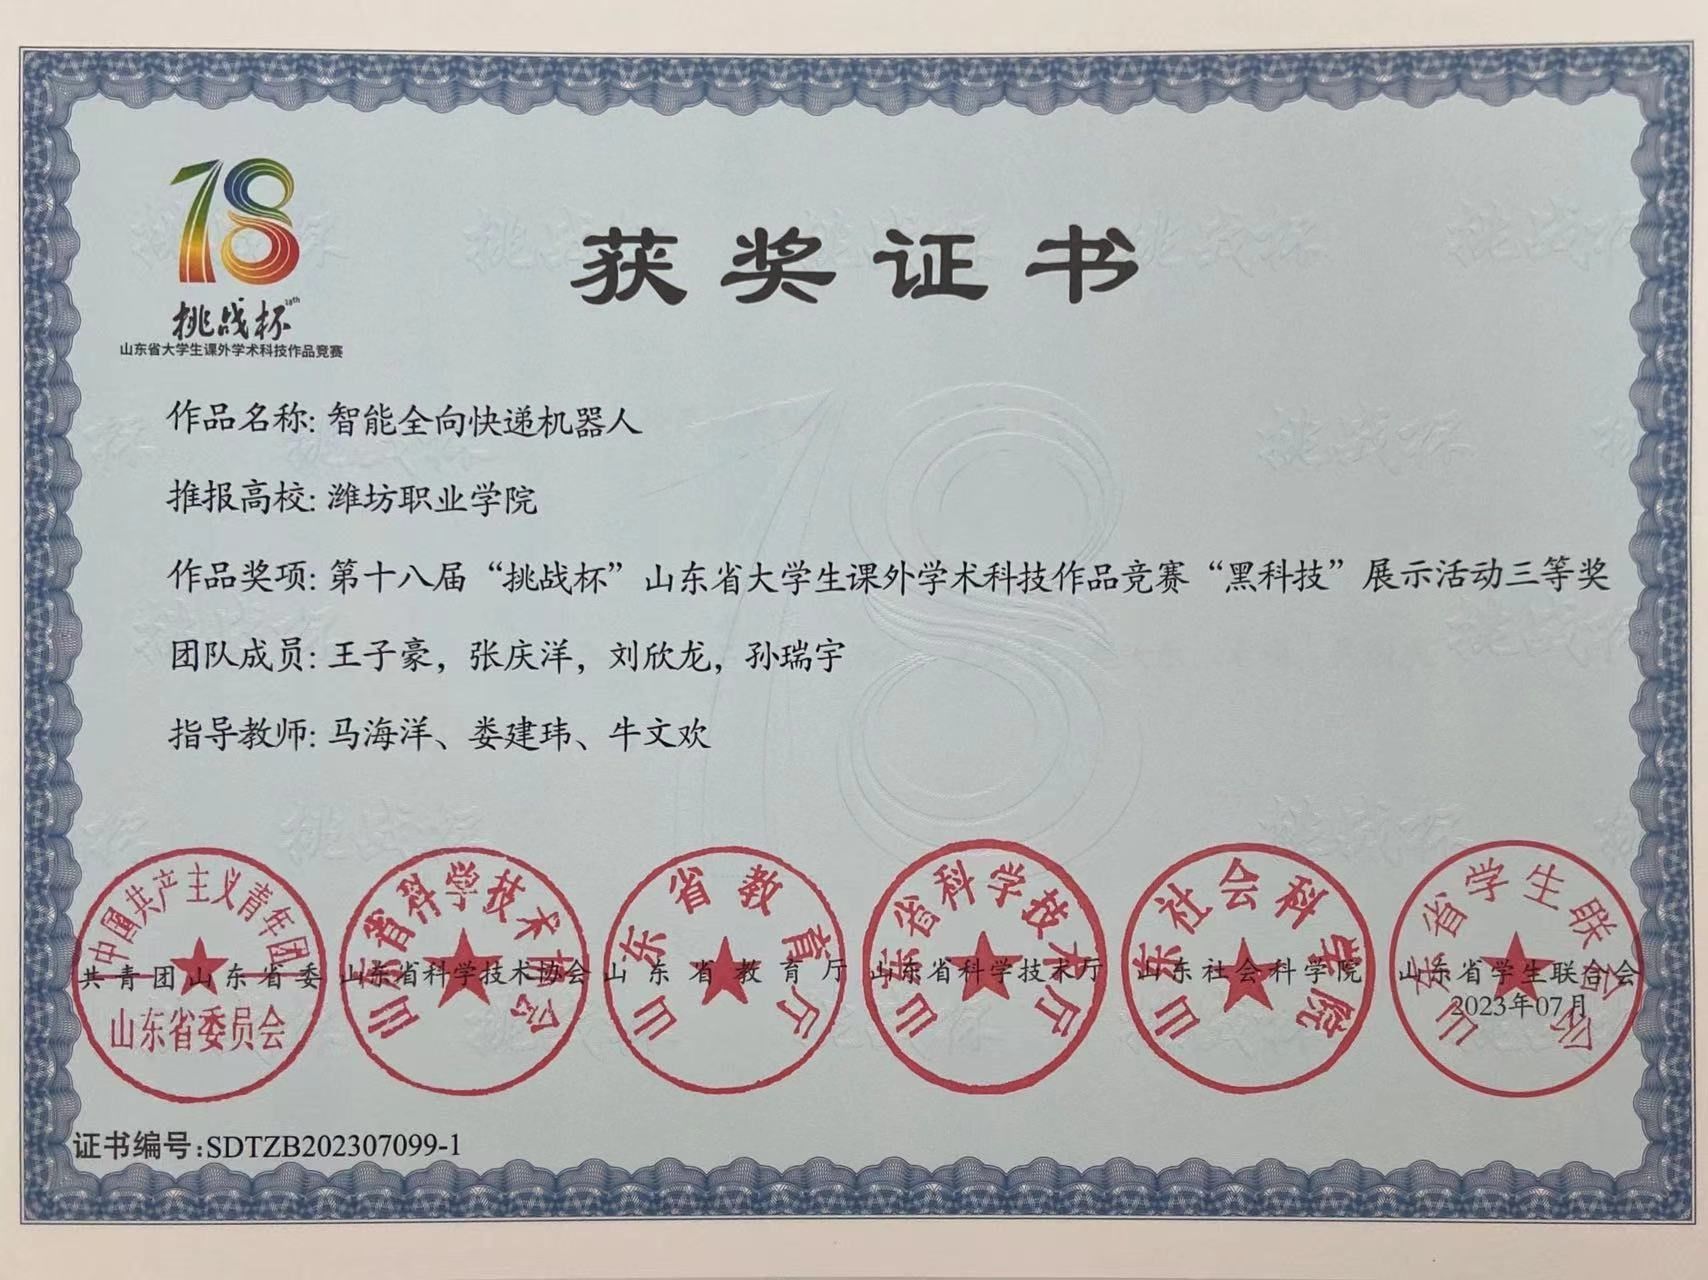 18
挑战杯
18th
山东省大学生课外学术科技作品竞赛
获奖证书
作品名称: 智能全向快递机器人
推报高校: 潍坊职业学院
作品奖项: 第十八届“挑战杯”山东省大学生课外学术科技作品竞赛“黑科技”展示活动三等奖
团队成员: 王子豪，张庆洋，刘欣龙，孙瑞宇
指导教师: 马海洋、娄建玮、牛文欢
中國共产主义青年团
山东省委员会
共青团山东省委
山东省科学技术协会
山东省科学技术协会
山东省教育厅
山东省教育厅
山东省科学技术厅
山东省科学技术厅
山东社会科学院
山东社会科学院
山东省学生联合会
山东省学生联合会
2023年07月
证书编号:SDTZB202307099-1